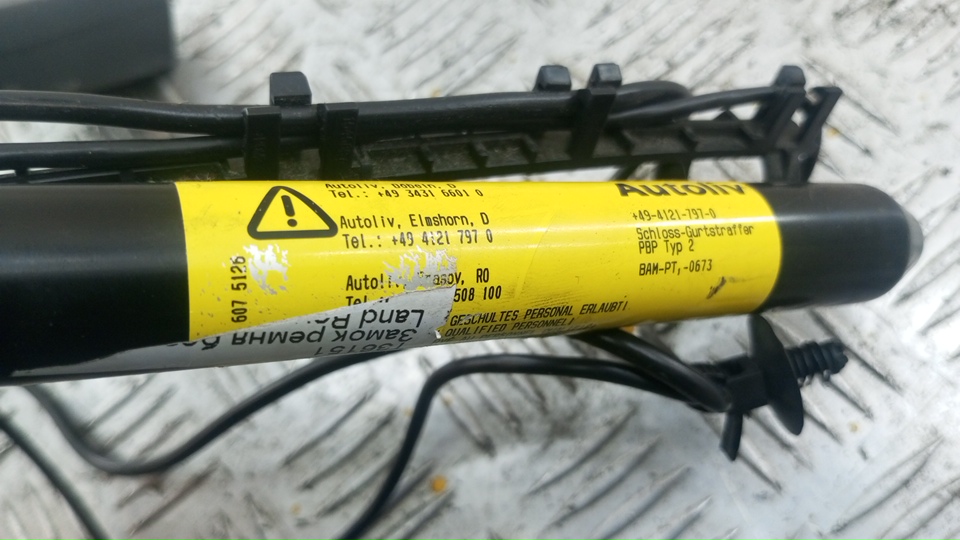 Autoliv, Döbeln, D
Tel.: +49 3431 6601 0
Autoliv, Elmshorn, D
Tel.: +49 4121 797 0
Autoliv, Brasov, RO
508 100
GESCHULTES PERSONAL ERLAUBT!
QUALIFIED PERSONNEL!
607 5126
Autoliv
+49-4121-797-0
Schloss-Gurtstraffer
PBP Typ 2
BAM-PT,-0673
Замок ремня
Land